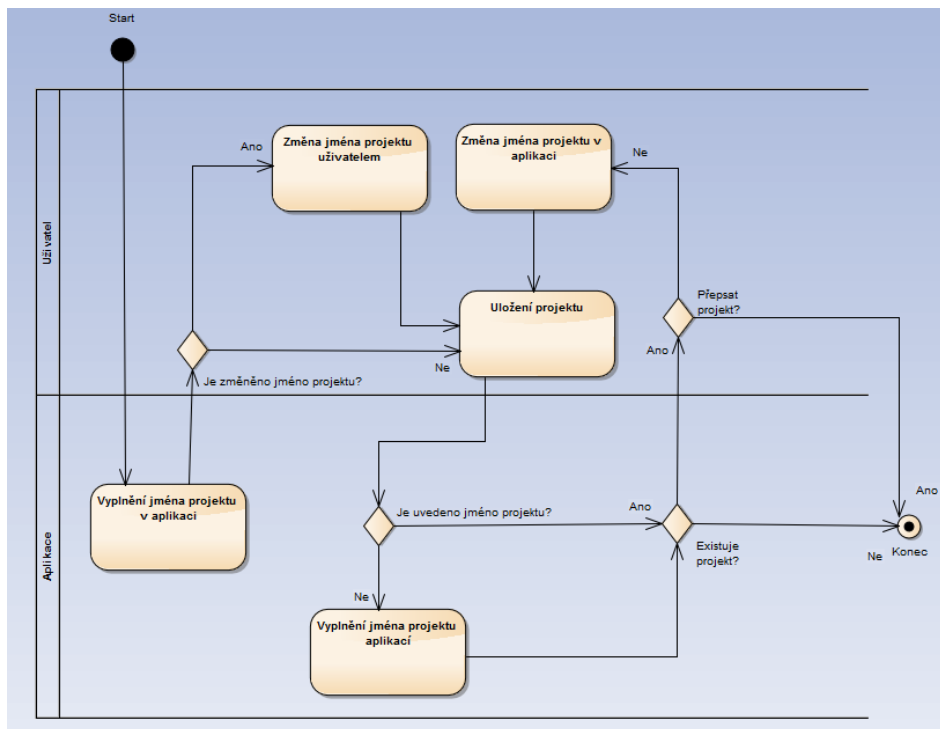 Start
Uživatel
Ano
Změna jména projektu
uživatelem
Změna jména projektu v
aplikaci
Ne
Uložení projektu
Přepsat
projekt?
Ano
Ne
Je změněno jméno projektu?
Aplikace
Vyplnění jména projektu
v aplikaci
Je uvedeno jméno projektu?
Ano
Ano
Existuje
projekt?
Ne
Konec
Ne
Vyplnění jména projektu
aplikací